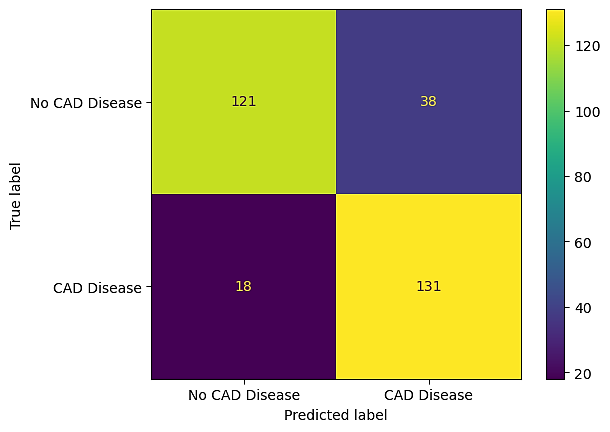 No CAD Disease
CAD Disease
True label
121
38
18
131
No CAD Disease
CAD Disease
Predicted label
120
100
80
60
40
20